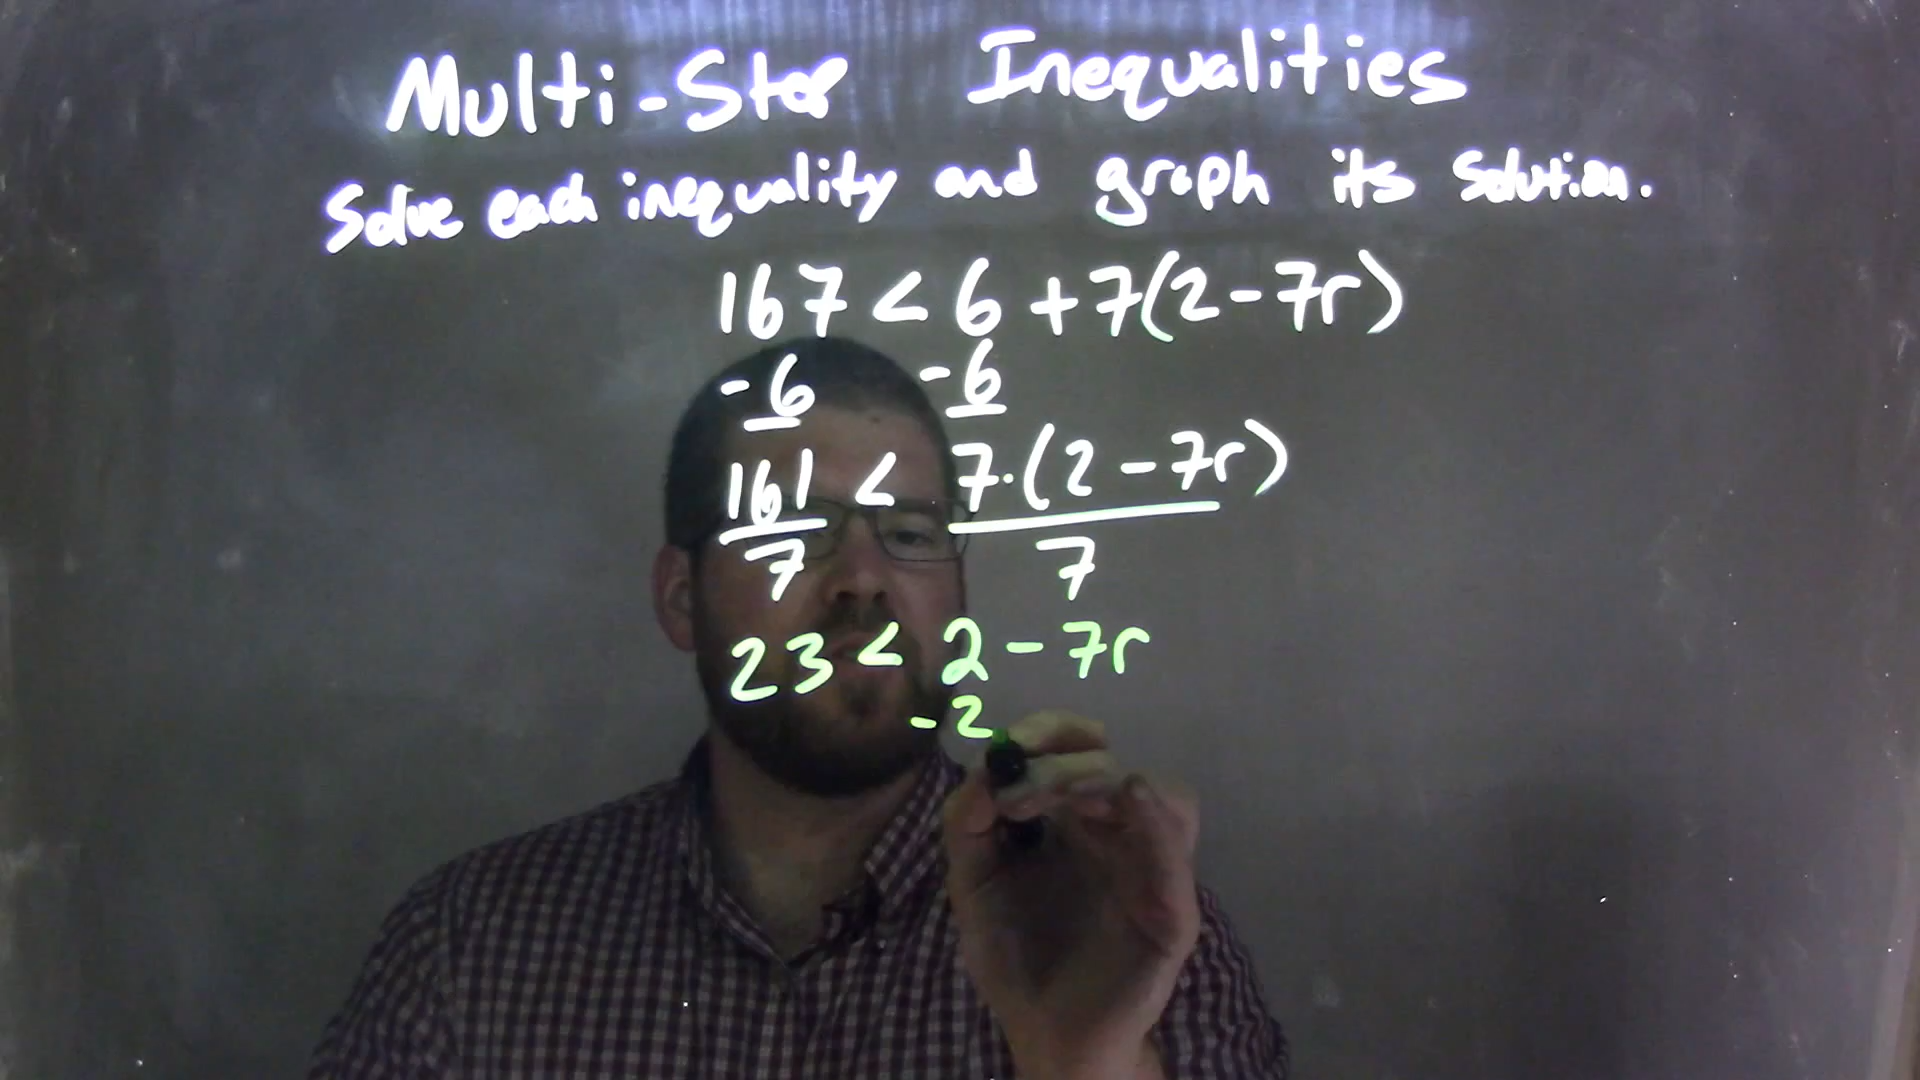 Multi-Step Inequalities
Solve each inequality and graph its solution.
167 < 6 + 7(2 - 7r)
-6 -6
161 < 7·(2 - 7r)
7 7
23 < 2 - 7r
-2